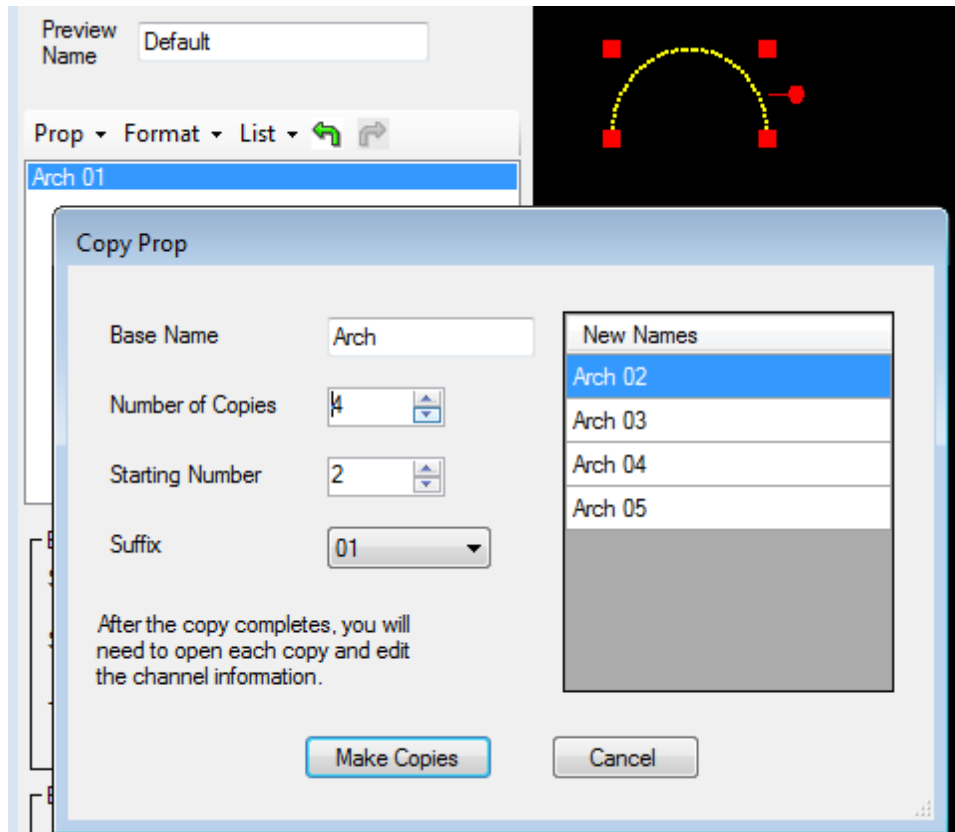 Preview
Name
Default
Prop Format List
Arch 01
Copy Prop
Base Name
Arch
Number of Copies
4
Starting Number
2
Suffix
01
New Names
Arch 02
Arch 03
Arch 04
Arch 05
After the copy completes, you will
need to open each copy and edit
the channel information.
Make Copies
Cancel